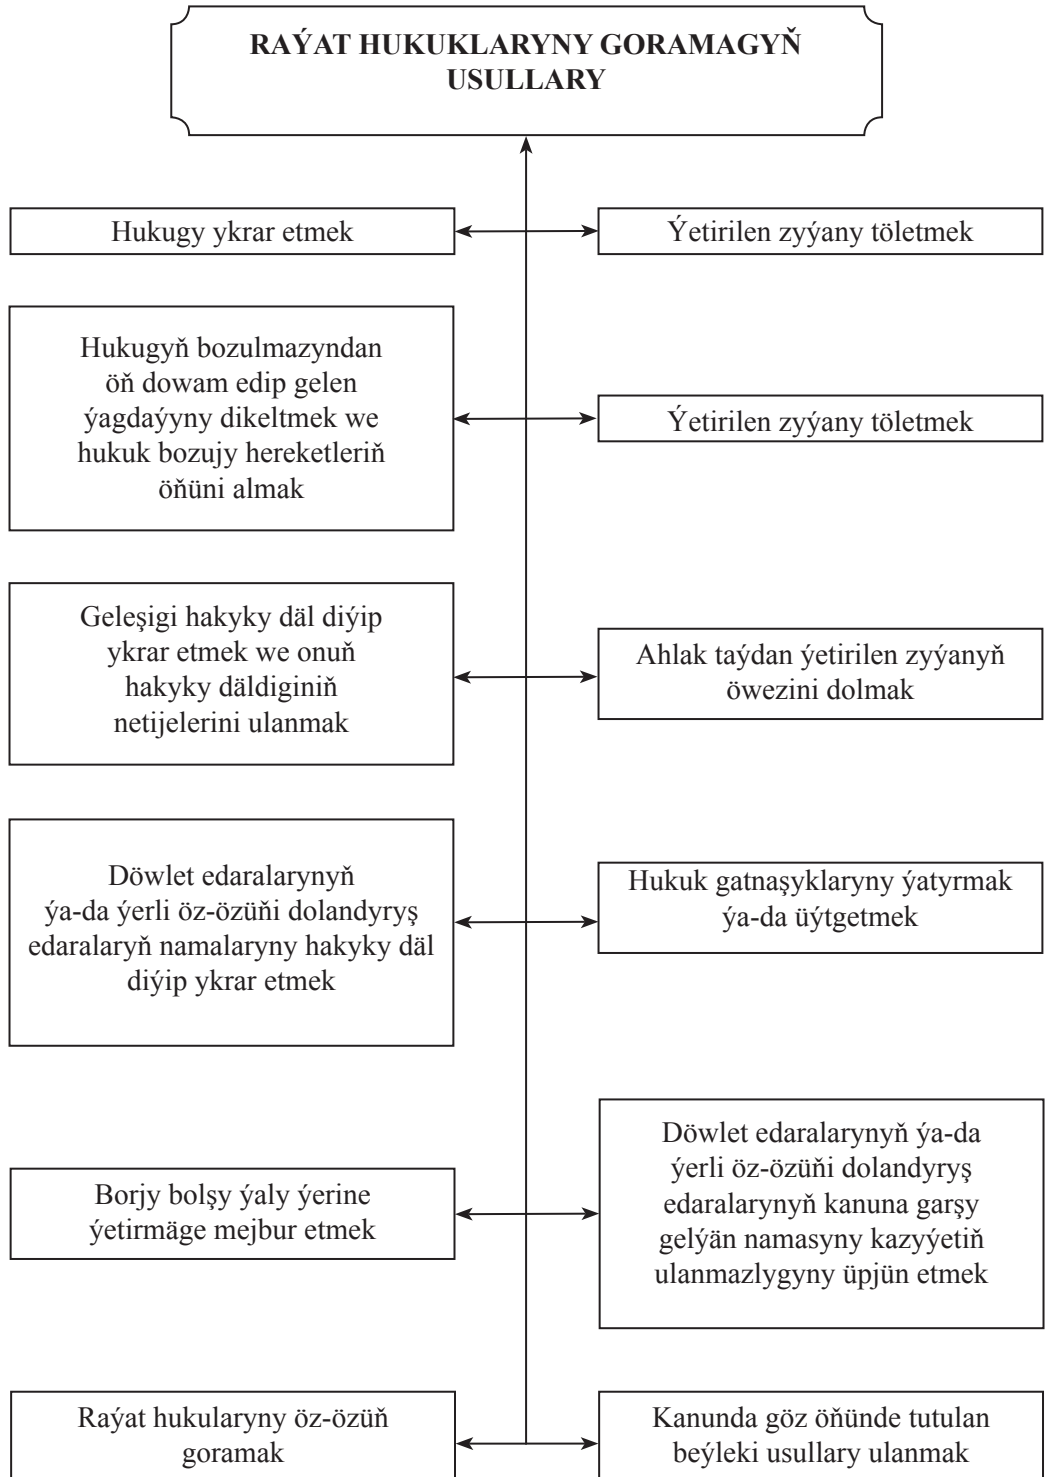 RAÝAT HUKUKLARYNY GORAMAGYŇ
USULLARY
Hukugy ykrar etmek
Ýetirilen zyýany töletmek
Hukugyň bozulmazyndan
öň dowam edip gelen
ýagdaýyny dikeltmek we
hukuk bozujy hereketleriň
öňüni almak
Ýetirilen zyýany töletmek
Geleşigi hakyky däl diýip
ykrar etmek we onuň
hakyky däldiginiň
netijelerini ulanmak
Ahlak taýdan ýetirilen zyýanyň
öwezini dolmak
Döwlet edaralarynyň
ýa-da ýerli öz-özüňi dolandyryş
edaralaryň namalaryny hakyky däl
diýip ykrar etmek
Hukuk gatnaşyklaryny ýatyrmak
ýa-da üýtgetmek
Borjy bolşy ýaly ýerine
ýetirmäge mejbur etmek
Döwlet edaralarynyň ýa-da
ýerli öz-özüňi dolandyryş
edaralarynyň kanuna garşy
gelýän namasyny kazyýetiň
ulanmazlygyny üpjün etmek
Raýat hukularyny öz-özüň
goramak
Kanunda göz öňünde tutulan
beýleki usullary ulanmak